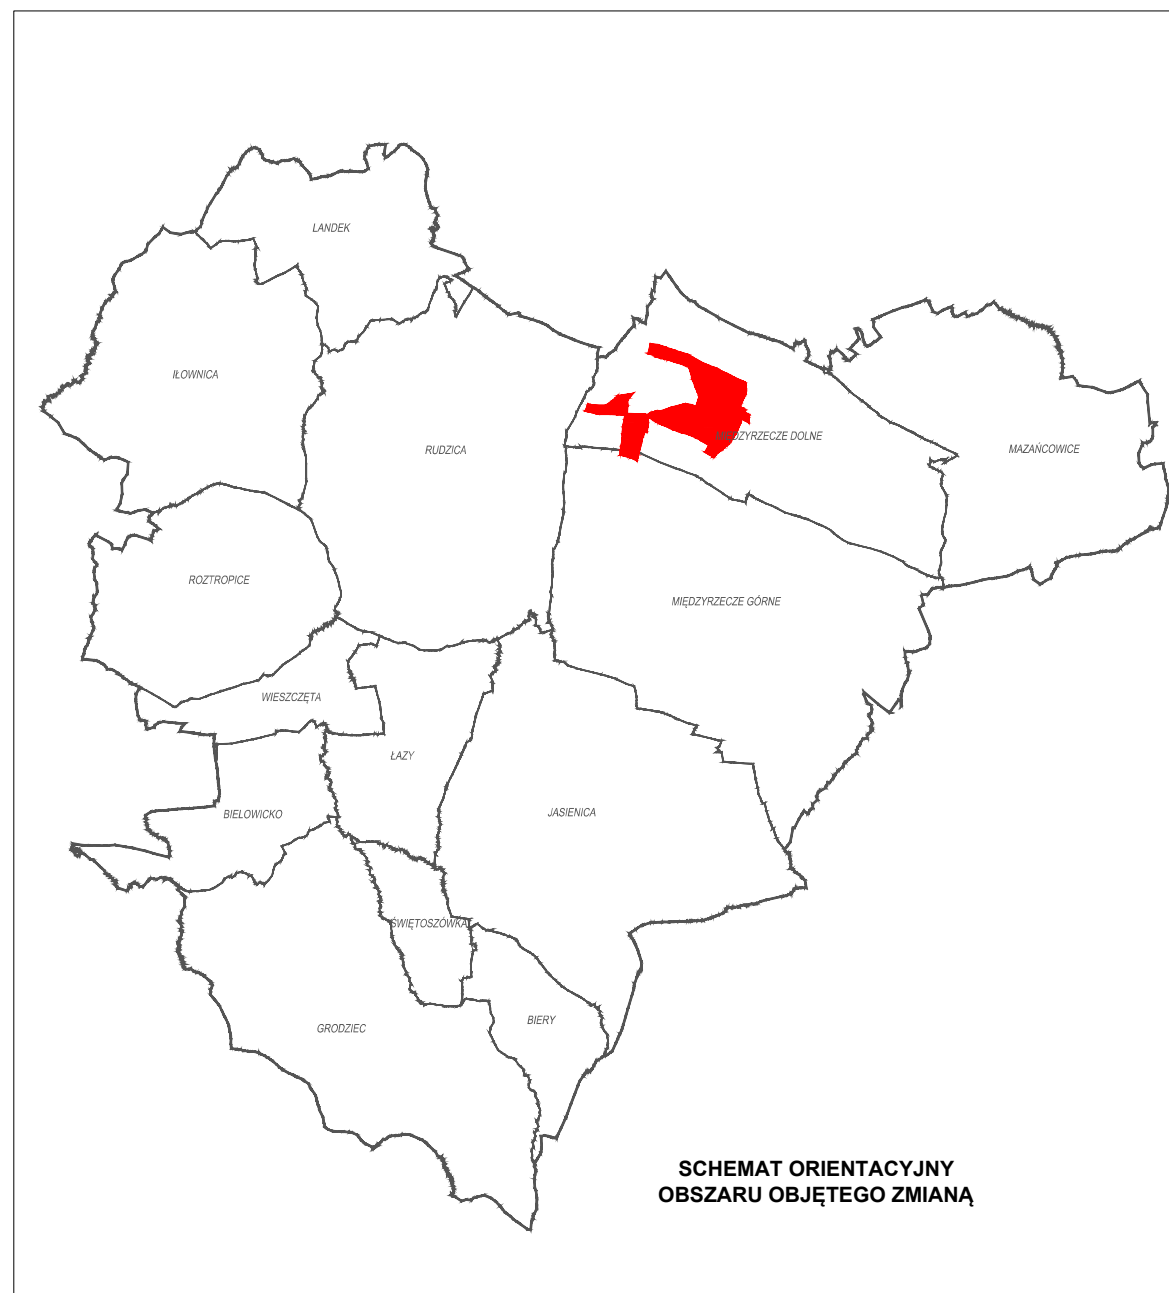 LANDEK
IŁOWNICA
RUDZICA
MIĘDZYRZECZE DOLNE
MAZAŃCOWICE
ROZTROPICE
MIĘDZYRZECZE GÓRNE
WIESZCZĘTA
ŁAZY
BIELOWICKO
JASIENICA
ŚWIĘTOSZÓWKA
BIERY
GRODZIEC
SCHEMAT ORIENTACYJNY
OBSZARU OBJĘTEGO ZMIANĄ